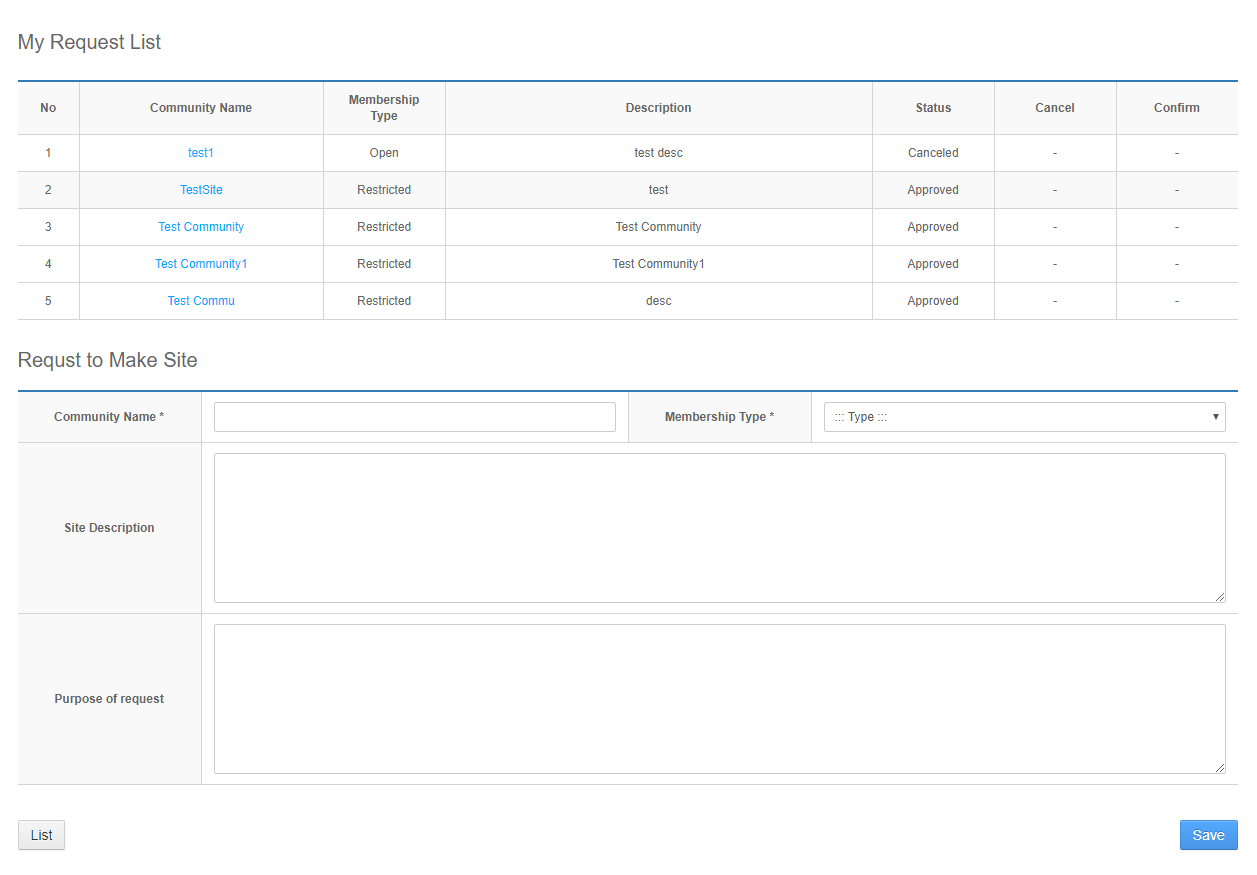 My Request List
No Community Name Membership Type Description Status Cancel Confirm
1 test1 Open test desc Canceled - -
2 TestSite Restricted test Approved - -
3 Test Community Restricted Test Community Approved - -
4 Test Community1 Restricted Test Community1 Approved - -
5 Test Commu Restricted desc Approved - -
Requst to Make Site
Community Name * Membership Type * ::: Type :::
Site Description
Purpose of request
List Save